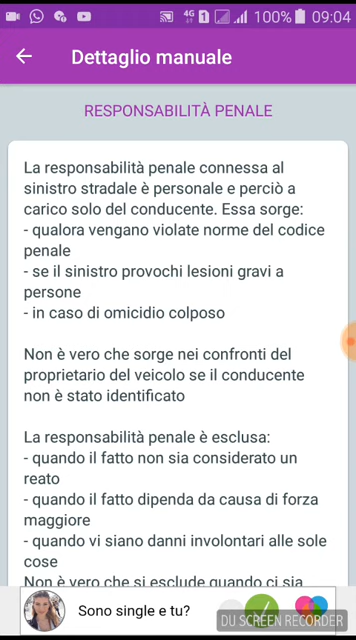 4G
1
100%
09:04
Dettaglio manuale
RESPONSABILITÀ PENALE
La responsabilità penale connessa al
sinistro stradale è personale e perciò a
carico solo del conducente. Essa sorge:
- qualora vengano violate norme del codice
penale
- se il sinistro provochi lesioni gravi a
persone
- in caso di omicidio colposo
Non è vero che sorge nei confronti del
proprietario del veicolo se il conducente
non è stato identificato
La responsabilità penale è esclusa:
- quando il fatto non sia considerato un
reato
- quando il fatto dipenda da causa di forza
maggiore
- quando vi siano danni involontari alle sole
cose
Non è vero che si esclude quando ci sia
Sono single e tu?
DU SCREEN RECORDER